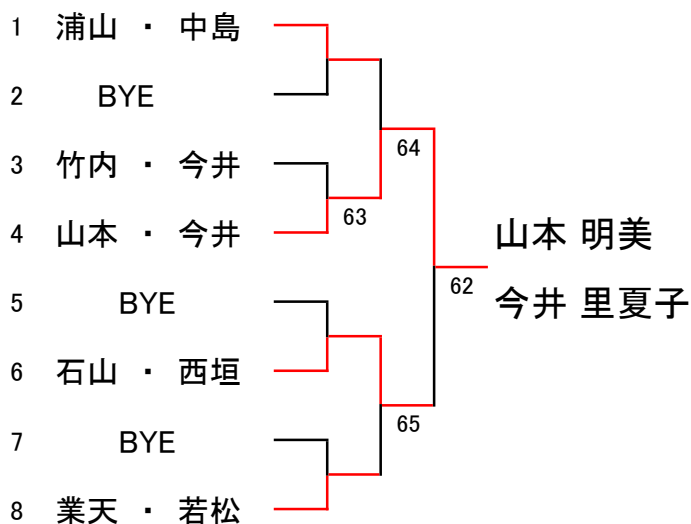 1 浦山 ・ 中島
2 BYE
3 竹内 ・ 今井
4 山本 ・ 今井
5 BYE
6 石山 ・ 西垣
7 BYE
8 業天 ・ 若松
63
64
65
62
山本 明美
今井 里夏子